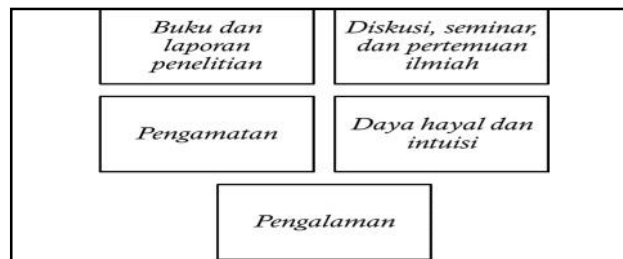 Buku dan
laporan
penelitian
Diskusi, seminar,
dan pertemuan
ilmiah
Pengamatan
Daya hayal dan
intuisi
Pengalaman